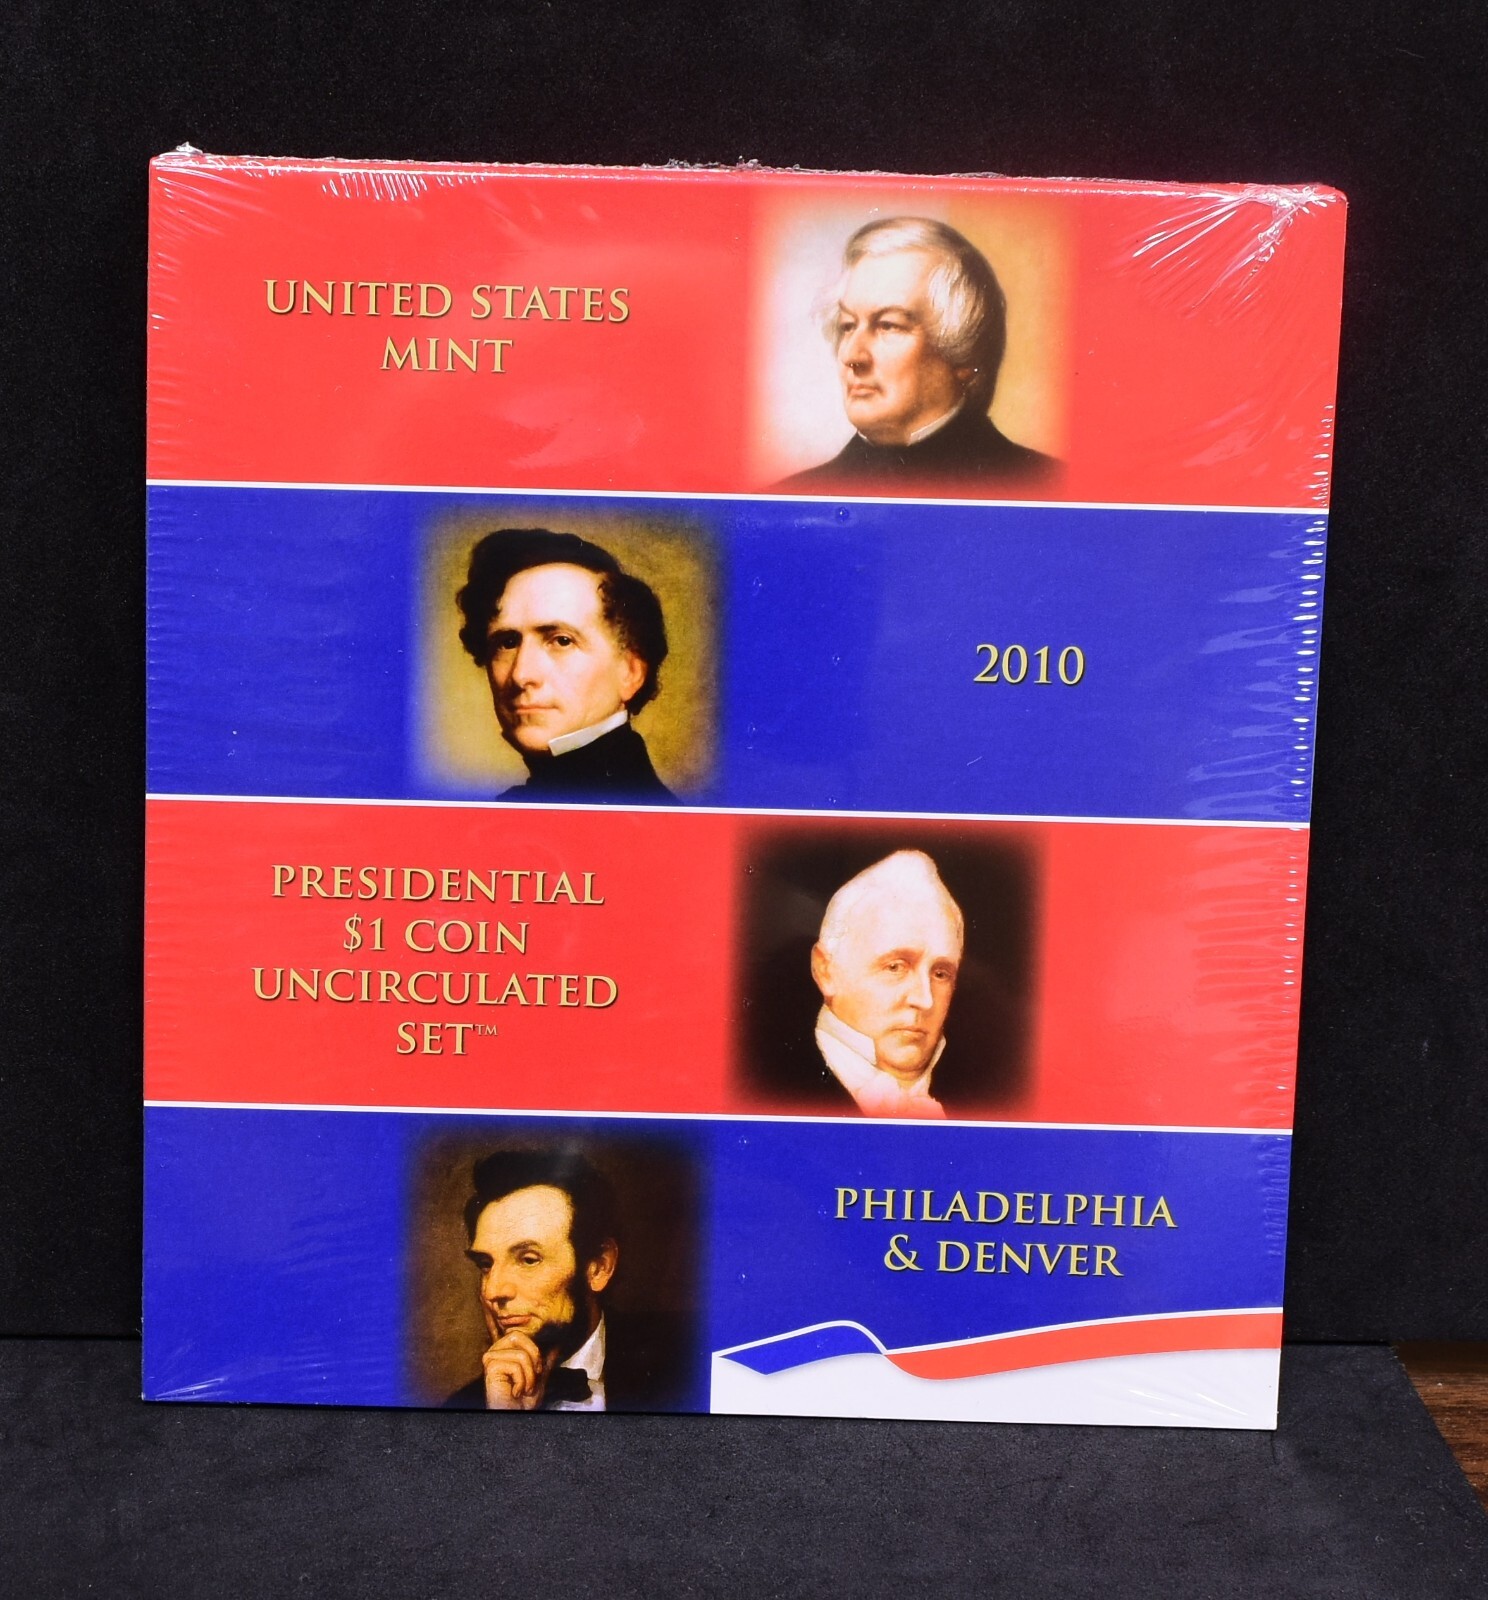 UNITED STATES
MINT
2010
PRESIDENTIAL
$1 COIN
UNCIRCULATED
SET™
PHILADELPHIA
& DENVER